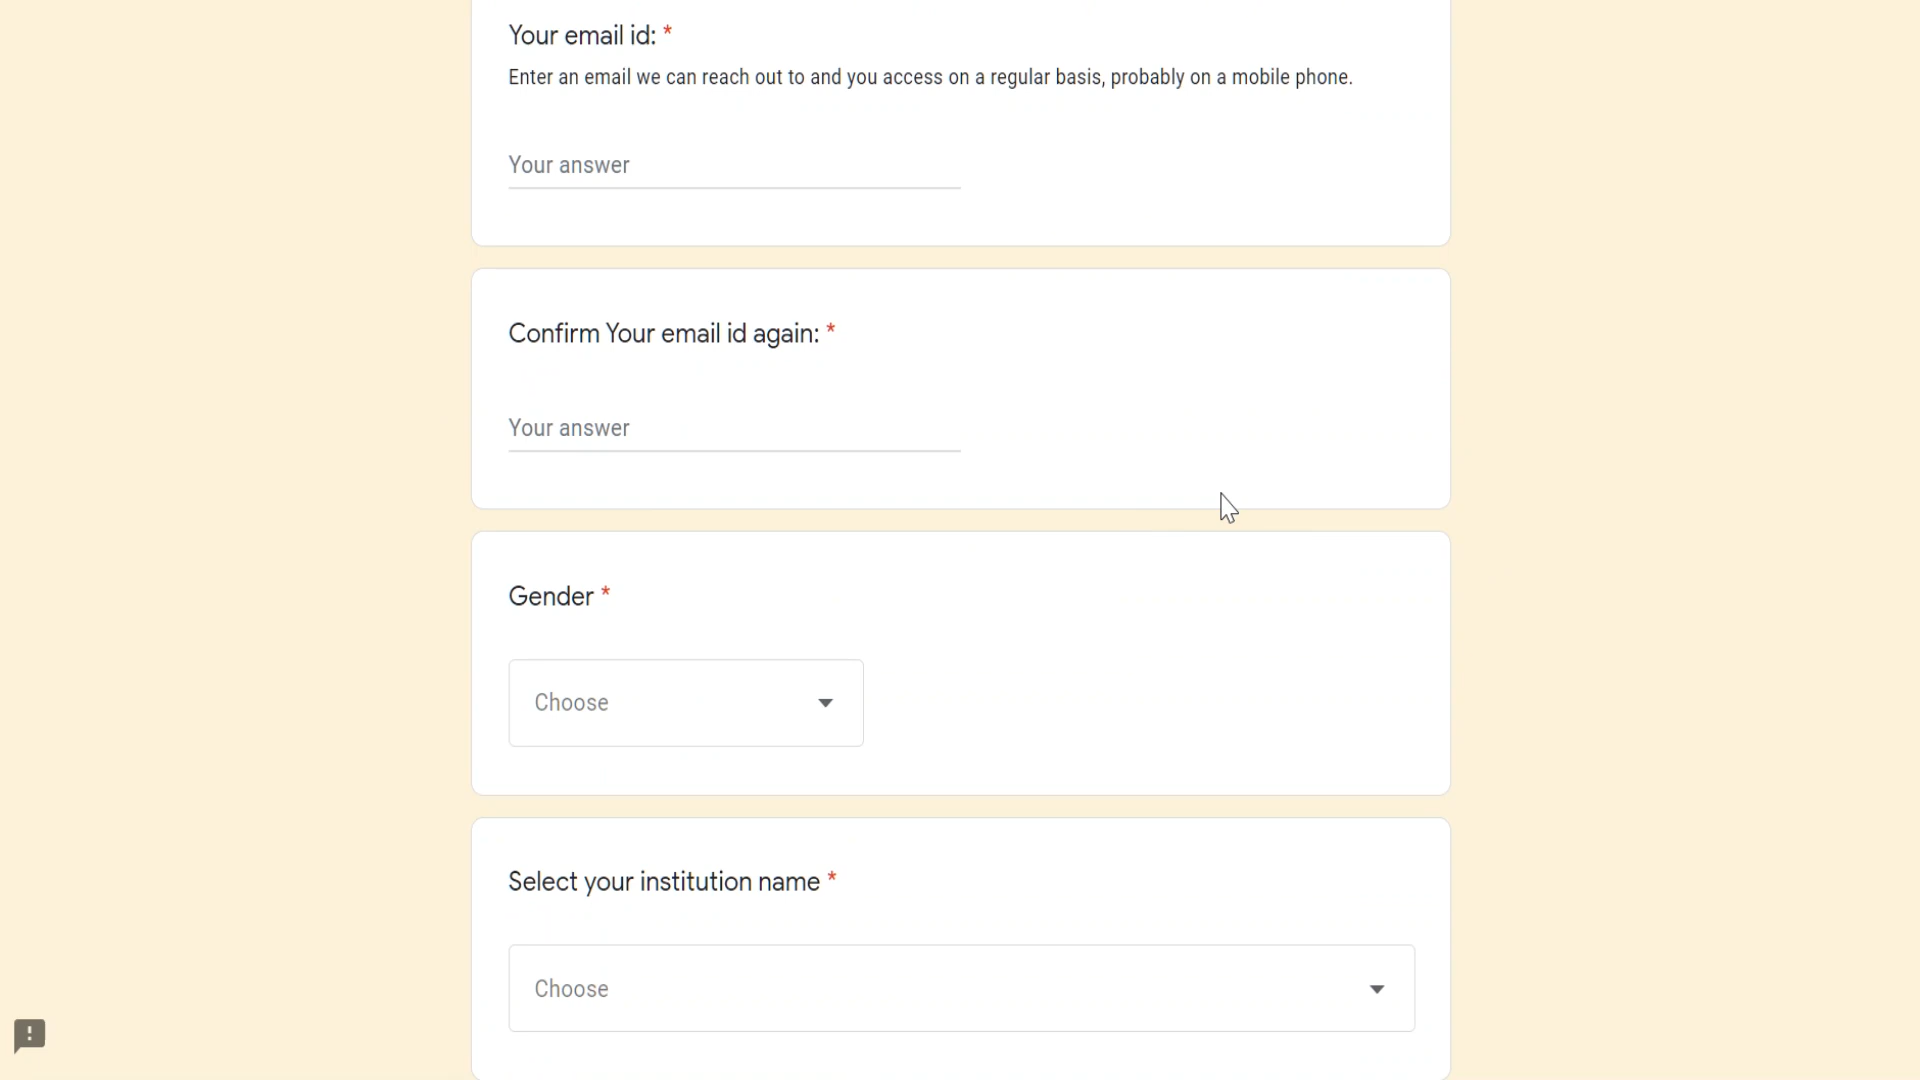 Your email id: *
Enter an email we can reach out to and you access on a regular basis, probably on a mobile phone.
Your answer
Confirm Your email id again: *
Your answer
Gender *
Choose
Select your institution name *
Choose